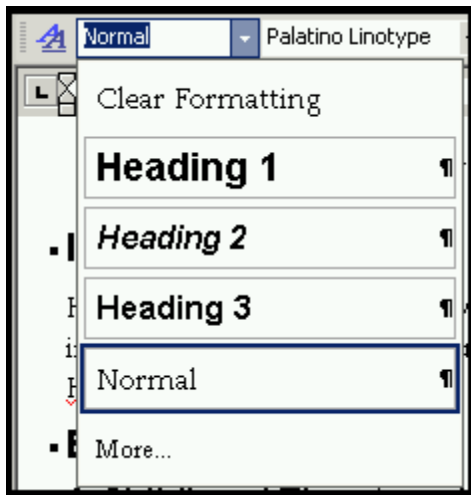 Normal Palatino Linotype
Clear Formatting
Heading 1 ¶
Heading 2 ¶
Heading 3 ¶
Normal ¶
More...